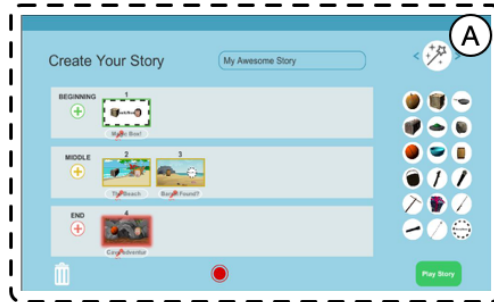 A
Create Your Story
My Awesome Story
BEGINNING
1
Magic Box!
MIDDLE
2
3
The Beach
END
4
Play Story